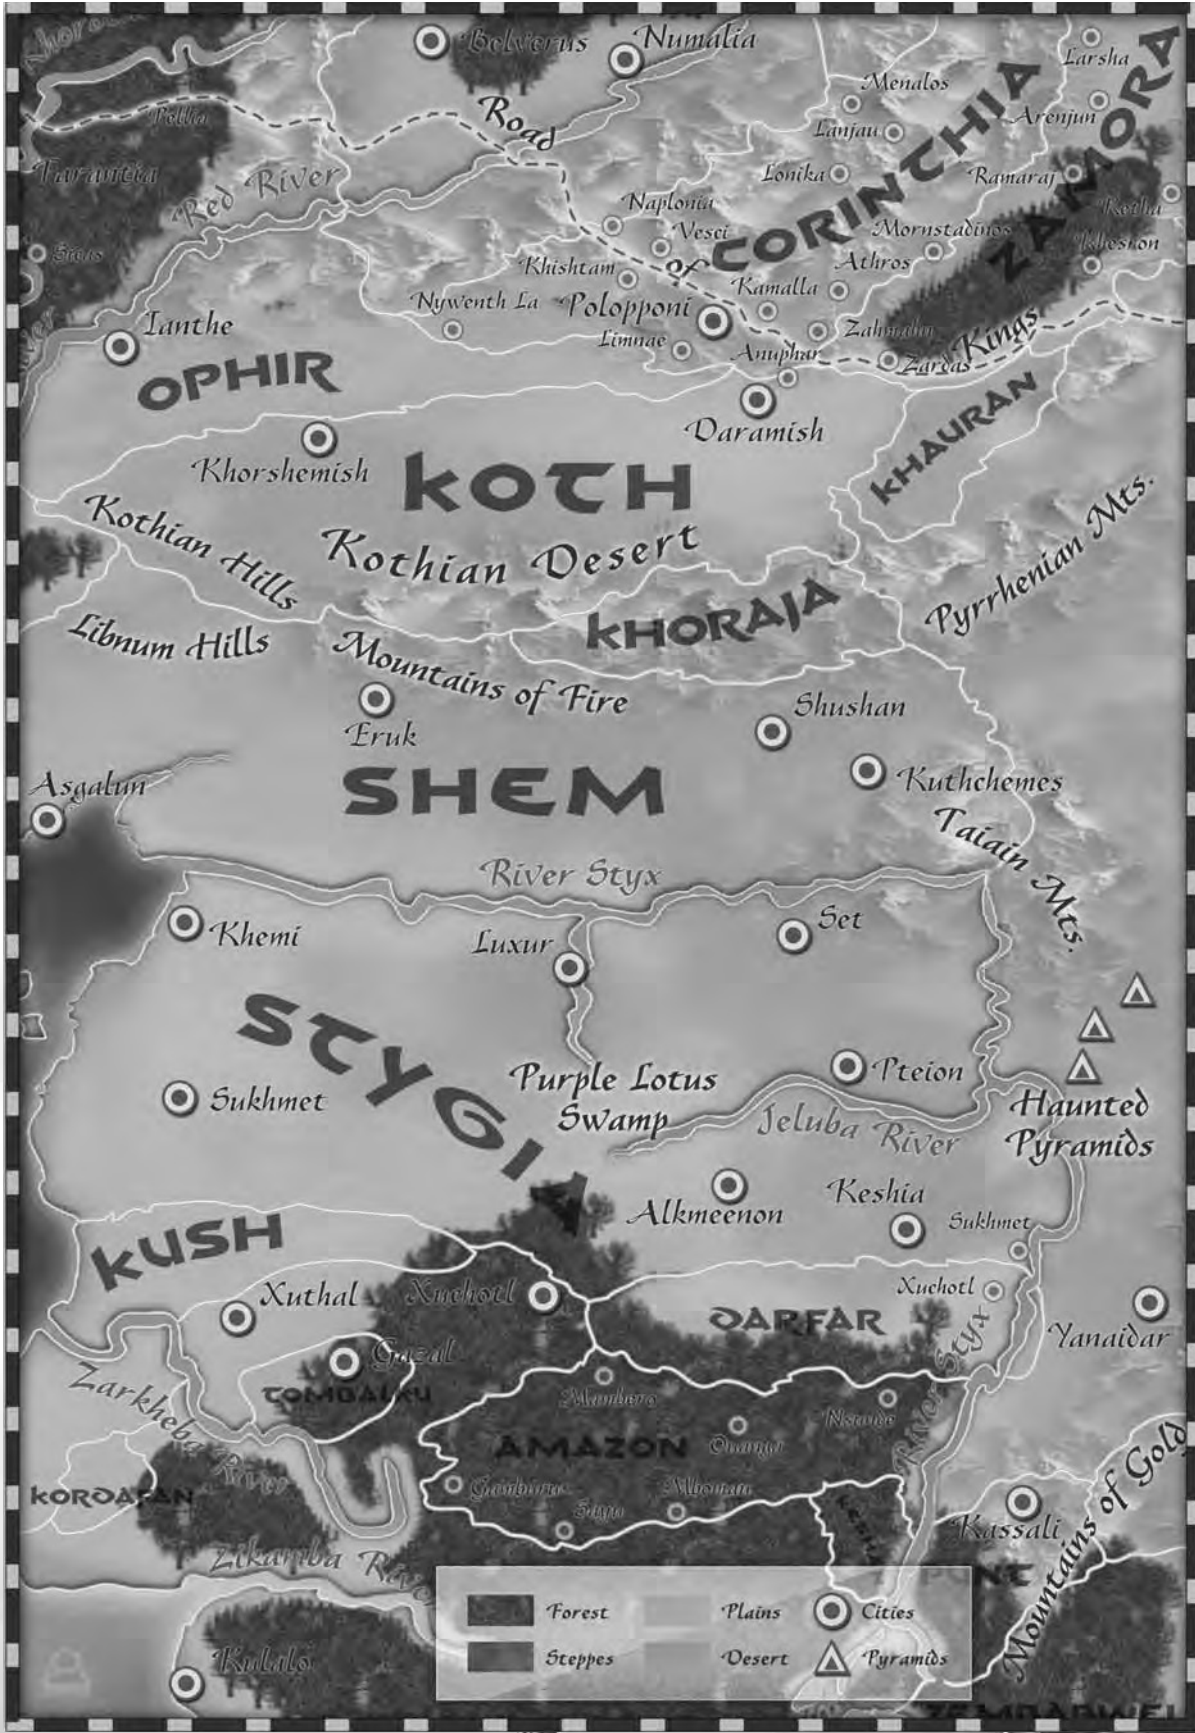 Belverus
Numalia
Larsha
Menalos
Arenjun
Lanjau
Road
Pellia
Tarantia
Red River
Lonika
Ramaraj
ZAMORA
CORINTHIA
Naplonia
Vesei
Mornstadinos
Khesron
Khishtam
of
Athros
Nywenth La
Polopponi
Kamalla
Ianthe
River
Limnae
Anuphar
Kings
Zardas
OPHIR
Daramish
KHAURAN
Khorshemish
KOTH
Kothian Hills
Kothian Desert
Pyrrhenian Mts.
KHORAJA
Libnum Hills
Mountains of Fire
Shushan
Eruk
SHEM
Kuthchemes
Asgalun
Taiain Mts.
River Styx
Khemi
Luxur
Set
STYGIA
Purple Lotus
Swamp
Pteion
Sukhmet
Jeluba River
Haunted
Pyramids
Alkmeenon
Keshia
Sukhmet
KUSH
Xuthal
Xuchotl
Xuchotl
DARFAR
Yanaidar
Gazal
TOMBALKU
Zarkheba River
River Styx
AMAZON
KORDAFAN
Kassali
Mountains of Gold
Zikamba River
Kulalo
Forest
Plains
Cities
Steppes
Desert
Pyramids